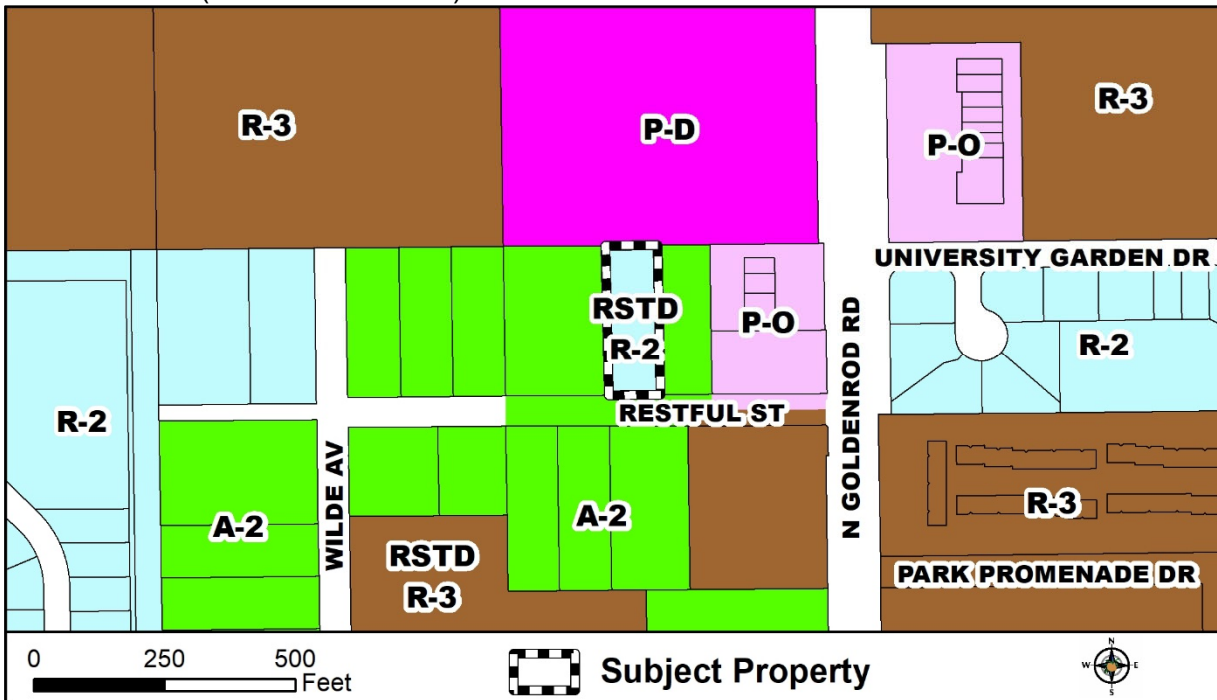 R-3
P-D
P-O
R-3
UNIVERSITY GARDEN DR
RSTD
R-2
P-O
R-2
R-2
RESTFUL ST
WILDE AV
N GOLDENROD RD
A-2
A-2
R-3
RSTD
R-3
PARK PROMENADE DR
0 250 500
Feet
Subject Property
N
W E
S